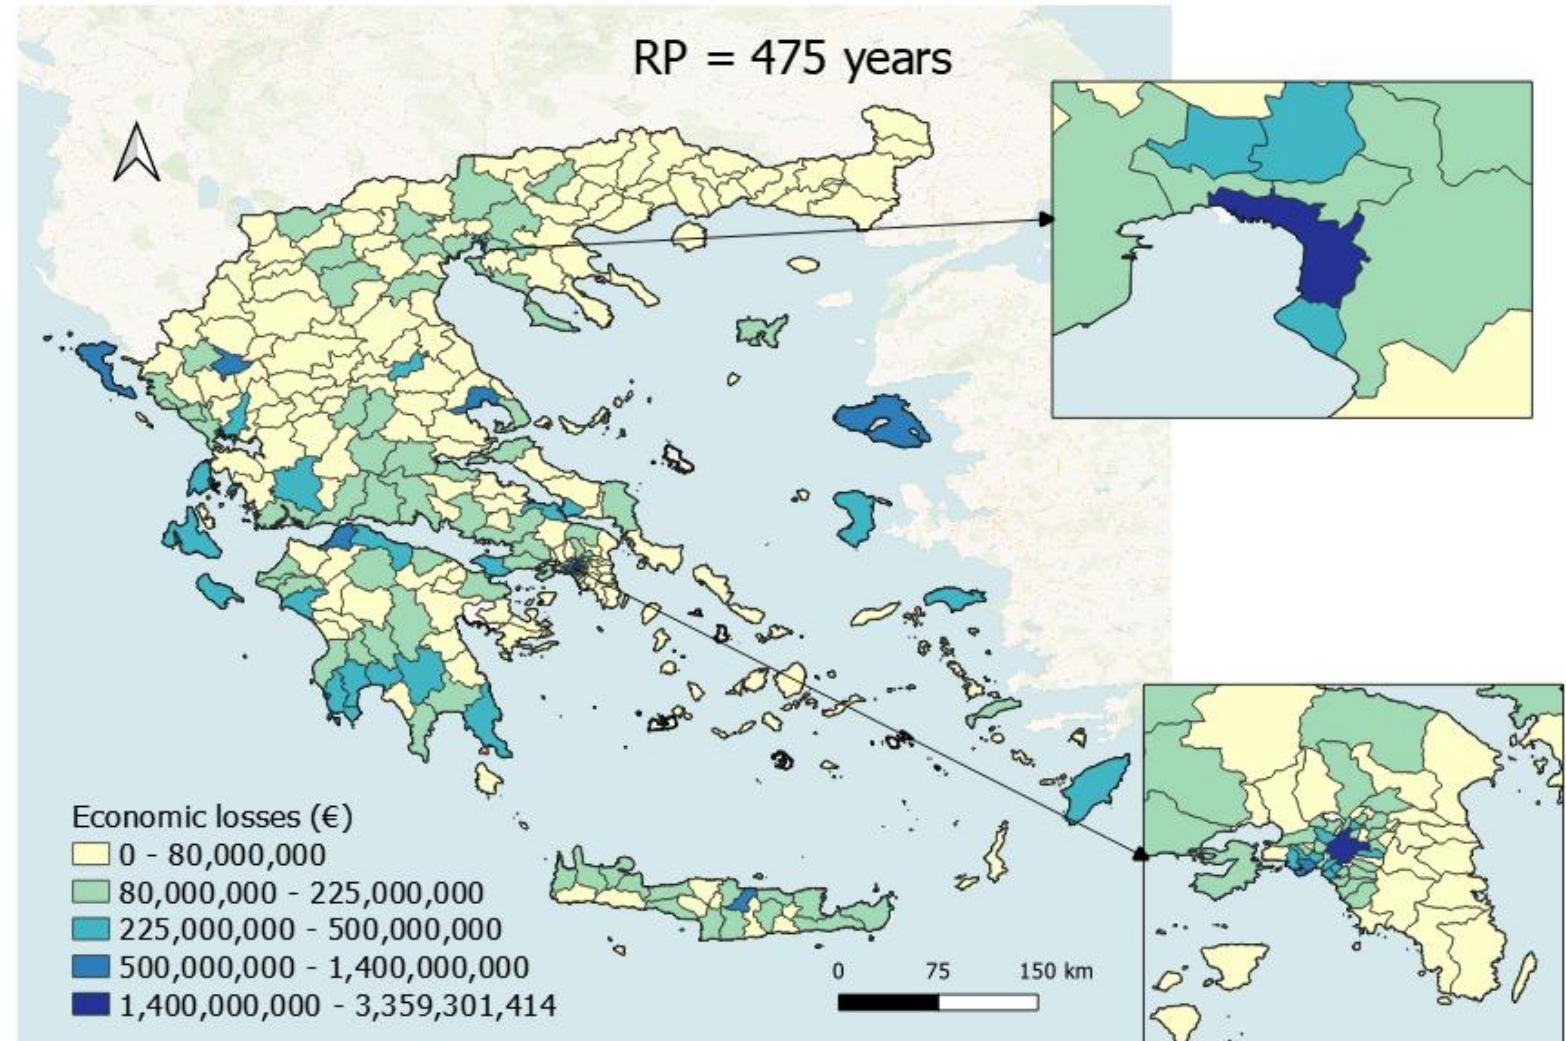 RP = 475 years
Economic losses (€)
0 - 80,000,000
80,000,000 - 225,000,000
225,000,000 - 500,000,000
500,000,000 - 1,400,000,000
1,400,000,000 - 3,359,301,414
0 75 150 km